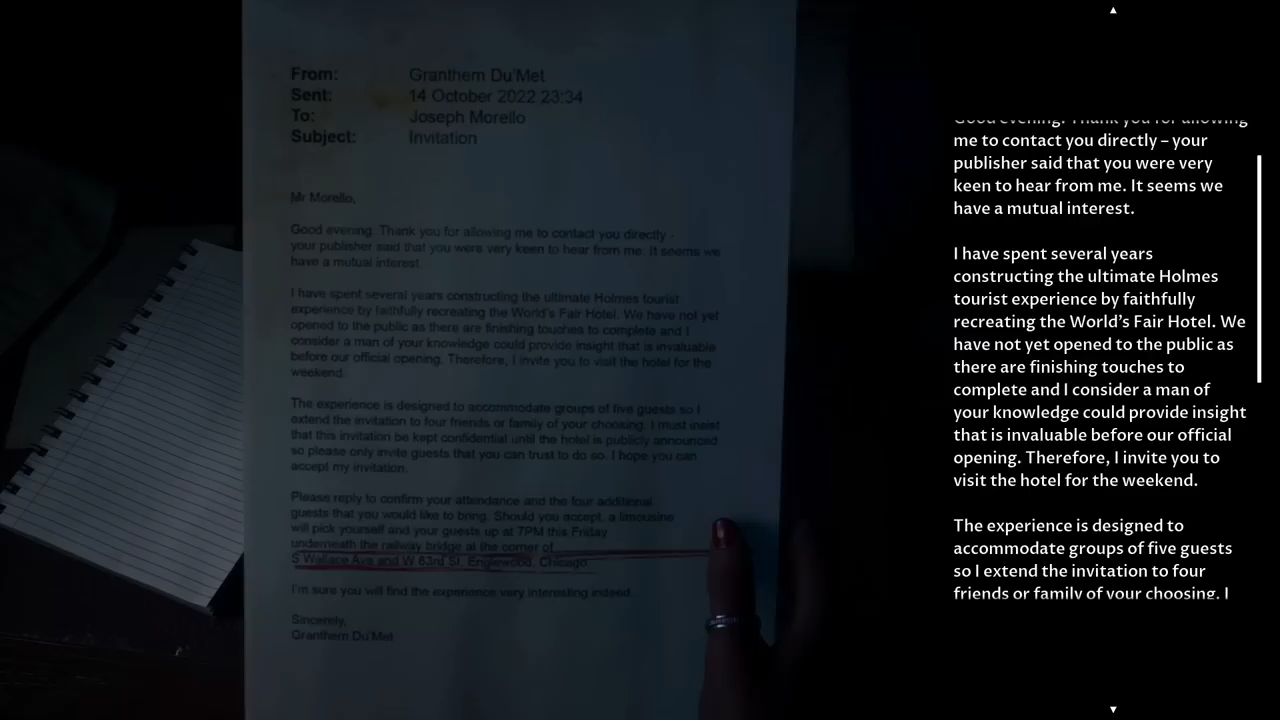 From: Granthem Du'Met
Sent: 14 October 2022 23:34
To: Joseph Morello
Subject: Invitation
Mr Morello,
Good evening. Thank you for allowing me to contact you directly -
your publisher said that you were very keen to hear from me. It seems we
have a mutual interest.
I have spent several years constructing the ultimate Holmes tourist
experience by faithfully recreating the World's Fair Hotel. We have not yet
opened to the public as there are finishing touches to complete and I
consider a man of your knowledge could provide insight that is invaluable
before our official opening. Therefore, I invite you to visit the hotel for the
weekend.
The experience is designed to accommodate groups of five guests so I
extend the invitation to four friends or family of your choosing. I must insist
that this invitation be kept confidential until the hotel is publicly announced
so please only invite guests that you can trust to do so. I hope you can
accept my invitation.
Please reply to confirm your attendance and the four additional
guests that you would like to bring. Should you accept, a limousine
will pick yourself and your guests up at 7PM this Friday
underneath the railway bridge at the corner of
S Wallace Ave and W 63rd St, Englewood, Chicago.
I'm sure you will find the experience very interesting indeed.
Sincerely,
Granthem Du'Met
Good evening. Thank you for allowing
me to contact you directly – your
publisher said that you were very
keen to hear from me. It seems we
have a mutual interest.
I have spent several years
constructing the ultimate Holmes
tourist experience by faithfully
recreating the World's Fair Hotel. We
have not yet opened to the public as
there are finishing touches to
complete and I consider a man of
your knowledge could provide insight
that is invaluable before our official
opening. Therefore, I invite you to
visit the hotel for the weekend.
The experience is designed to
accommodate groups of five guests
so I extend the invitation to four
friends or family of your choosing. I